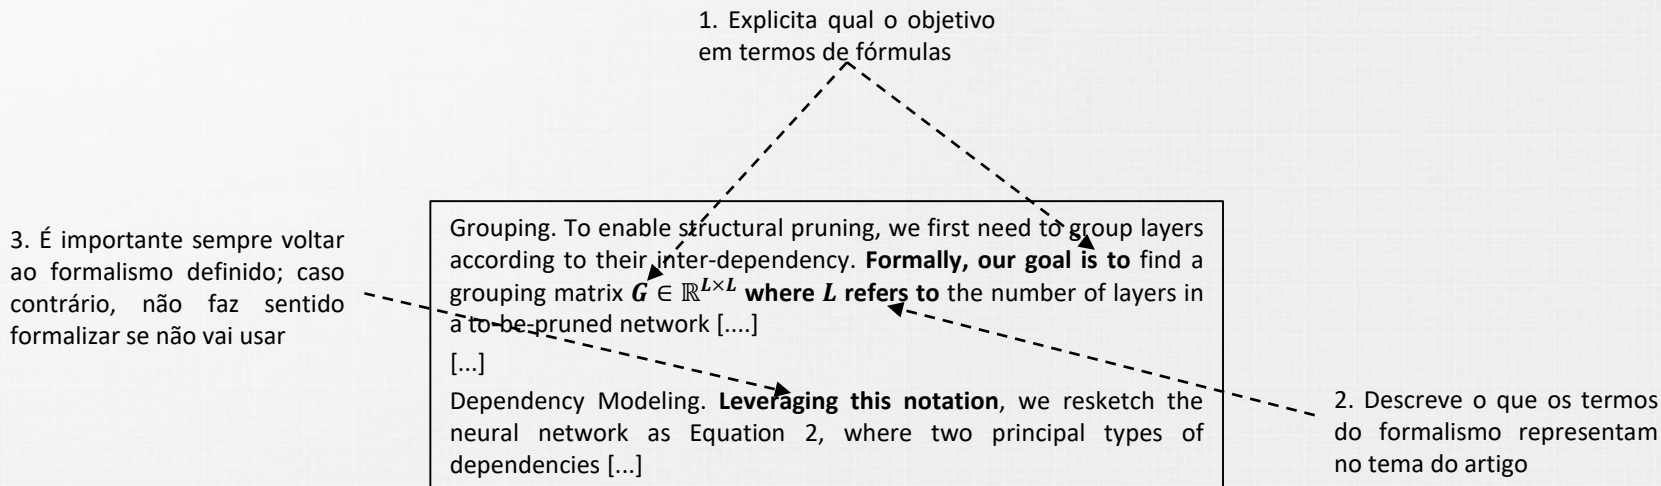 1. Explicita qual o objetivo
em termos de fórmulas
3. É importante sempre voltar
ao formalismo definido; caso
contrário, não faz sentido
formalizar se não vai usar
Grouping. To enable structural pruning, we first need to group layers
according to their inter-dependency. Formally, our goal is to find a
grouping matrix G ∈ ℝ^{L×L} where L refers to the number of layers in
a to-be-pruned network [....]
[...]
Dependency Modeling. Leveraging this notation, we resketch the
neural network as Equation 2, where two principal types of
dependencies [...]
2. Descreve o que os termos
do formalismo representam
no tema do artigo